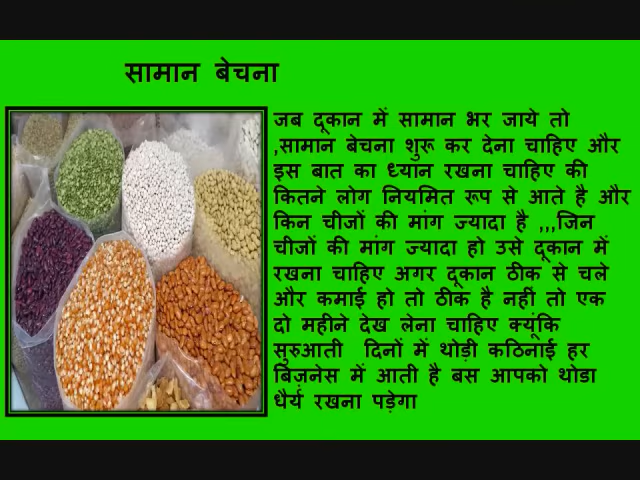 सामान बेचना
जब दूकान में सामान भर जाये तो
,सामान बेचना शुरू कर देना चाहिए और
इस बात का ध्यान रखना चाहिए की
कितने लोग नियमित रूप से आते है और
किन चीजों की मांग ज्यादा है ,,,जिन
चीजों की मांग ज्यादा हो उसे दूकान में
रखना चाहिए अगर दूकान ठीक से चले
और कमाई हो तो ठीक है नहीं तो एक
दो महीने देख लेना चाहिए क्यूंकि
सुरुआती दिनों में थोड़ी कठिनाई हर
बिज़नेस में आती है बस आपको थोडा
धैर्य रखना पड़ेगा